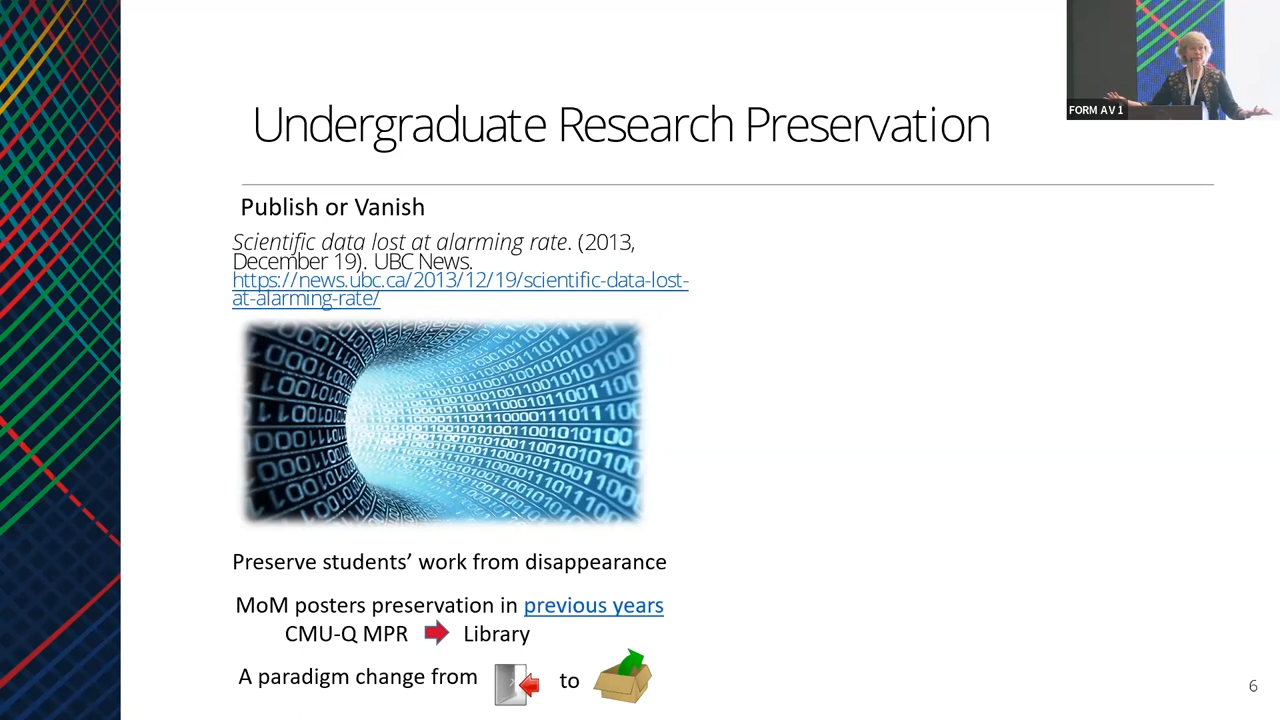 FORM AV 1
Undergraduate Research Preservation
Publish or Vanish
Scientific data lost at alarming rate. (2013,
December 19). UBC News.
https://news.ubc.ca/2013/12/19/scientific-data-lost-
at-alarming-rate/
Preserve students’ work from disappearance
MoM posters preservation in previous years
CMU-Q MPR Library
A paradigm change from to
6